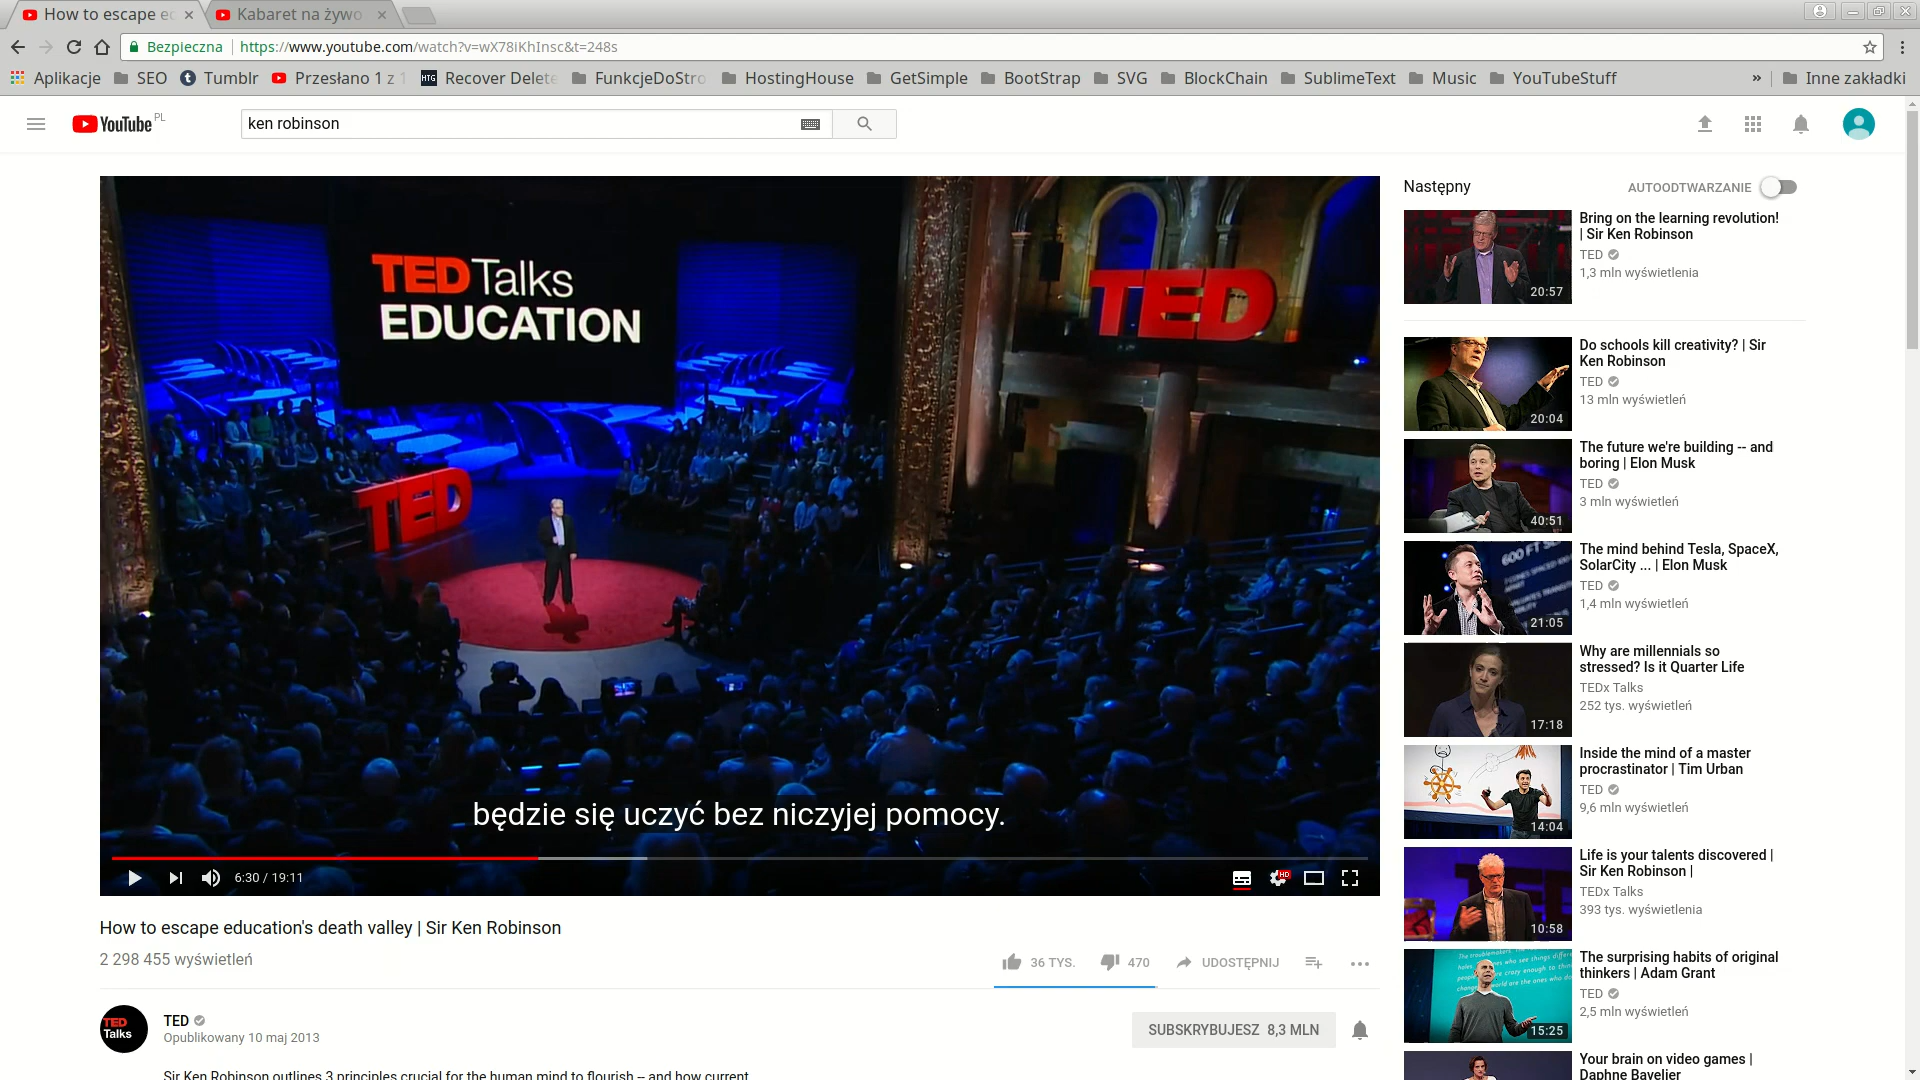 How to escape e
Kabaret na żywo
Bezpieczna
https://www.youtube.com/watch?v=wX78iKhInsc&t=248s
Aplikacje
SEO
Tumblr
Przesłano 1 z 1
Recover Delete
FunkcjeDoStro
HostingHouse
GetSimple
BootStrap
SVG
BlockChain
SublimeText
Music
YouTubeStuff
»
Inne zakładki
YouTube PL
ken robinson
TEDTalks
EDUCATION
TED
TED
będzie się uczyć bez niczyjej pomocy.
6:30 / 19:11
HD
How to escape education's death valley | Sir Ken Robinson
2 298 455 wyświetleń
36 TYS.
470
UDOSTĘPNIJ
TED Talks
TED
Opublikowany 10 maj 2013
SUBSKRYBUJESZ 8,3 MLN
Sir Ken Robinson outlines 3 principles crucial for the human mind to flourish -- and how current
Następny
AUTOODTWARZANIE
20:57
Bring on the learning revolution!
| Sir Ken Robinson
TED
1,3 mln wyświetlenia
20:04
Do schools kill creativity? | Sir
Ken Robinson
TED
13 mln wyświetleń
40:51
The future we're building -- and
boring | Elon Musk
TED
3 mln wyświetleń
21:05
The mind behind Tesla, SpaceX,
SolarCity ... | Elon Musk
TED
1,4 mln wyświetleń
17:18
Why are millennials so
stressed? Is it Quarter Life
TEDx Talks
252 tys. wyświetleń
14:04
Inside the mind of a master
procrastinator | Tim Urban
TED
9,6 mln wyświetleń
10:58
Life is your talents discovered |
Sir Ken Robinson |
TEDx Talks
393 tys. wyświetlenia
15:25
The surprising habits of original
thinkers | Adam Grant
TED
2,5 mln wyświetleń
Your brain on video games |
Daphne Bavelier